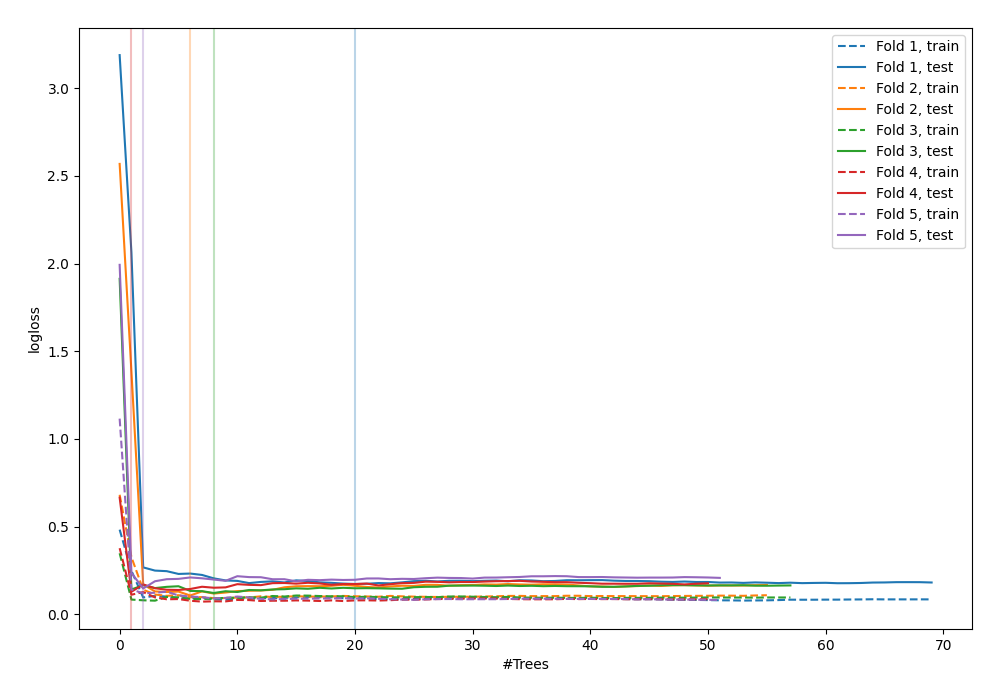 3.0
2.5
2.0
1.5
1.0
0.5
0.0
logloss
0
10
20
30
40
50
60
70
#Trees
Fold 1, train
Fold 1, test
Fold 2, train
Fold 2, test
Fold 3, train
Fold 3, test
Fold 4, train
Fold 4, test
Fold 5, train
Fold 5, test